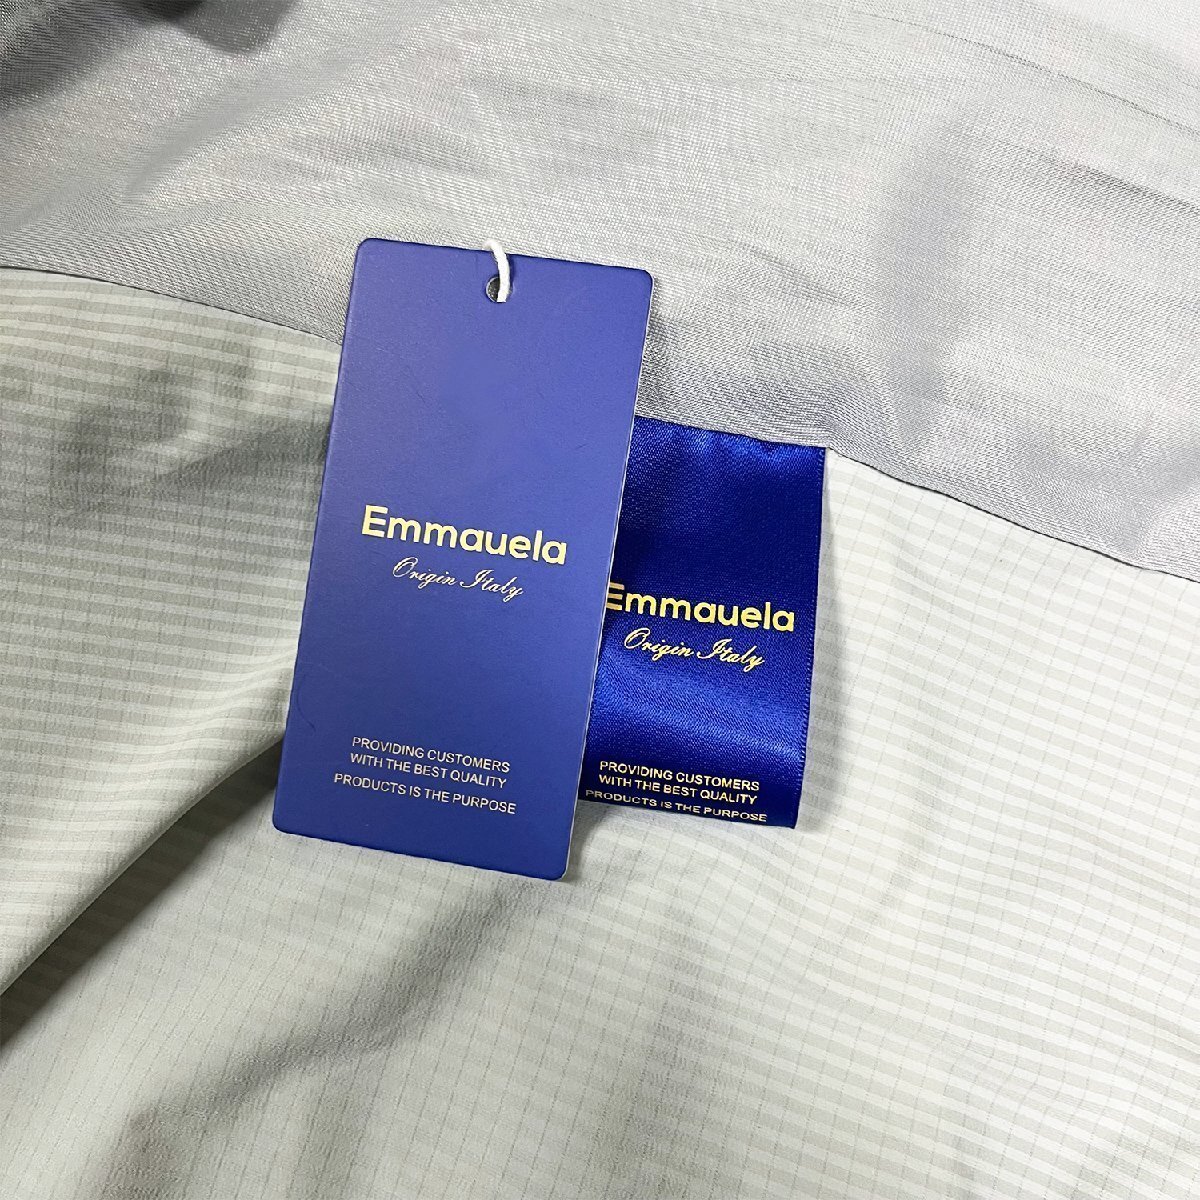 Emmauela
Origin Italy
PROVIDING CUSTOMERS
WITH THE BEST QUALITY
PRODUCTS IS THE PURPOSE
Emmauela
Origin Italy
PROVIDING CUSTOMERS
WITH THE BEST QUALITY
PRODUCTS IS THE PURPOSE